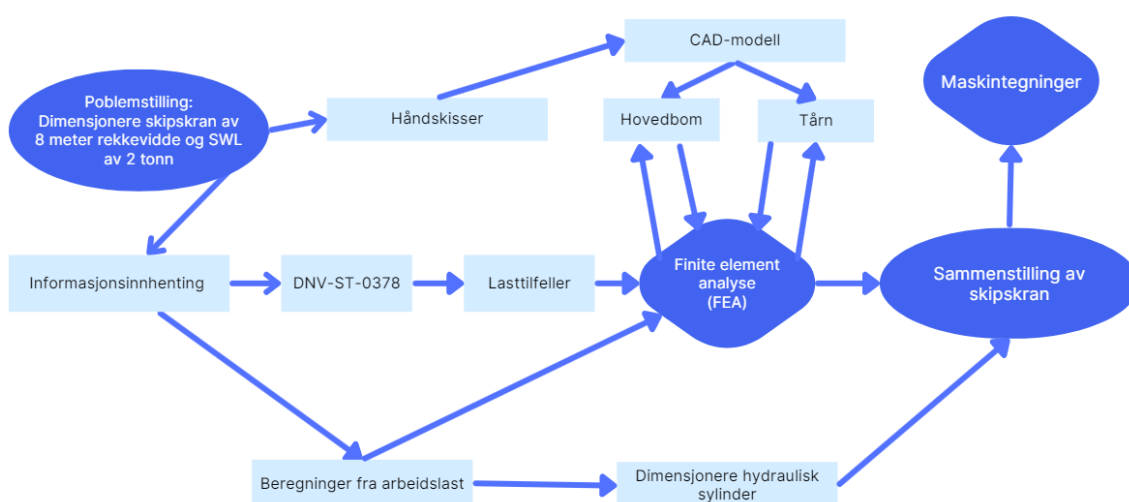 CAD-modell
Poblemstilling:
Dimensjonere skipskran av
8 meter rekkevidde og SWL
av 2 tonn
Håndskisser
Hovedbom
Tårn
Maskintegninger
Informasjonsinnhenting
DNV-ST-0378
Lasttilfeller
Finite element
analyse
(FEA)
Sammenstilling av
skipskran
Beregninger fra arbeidslast
Dimensjonere hydraulisk
sylinder